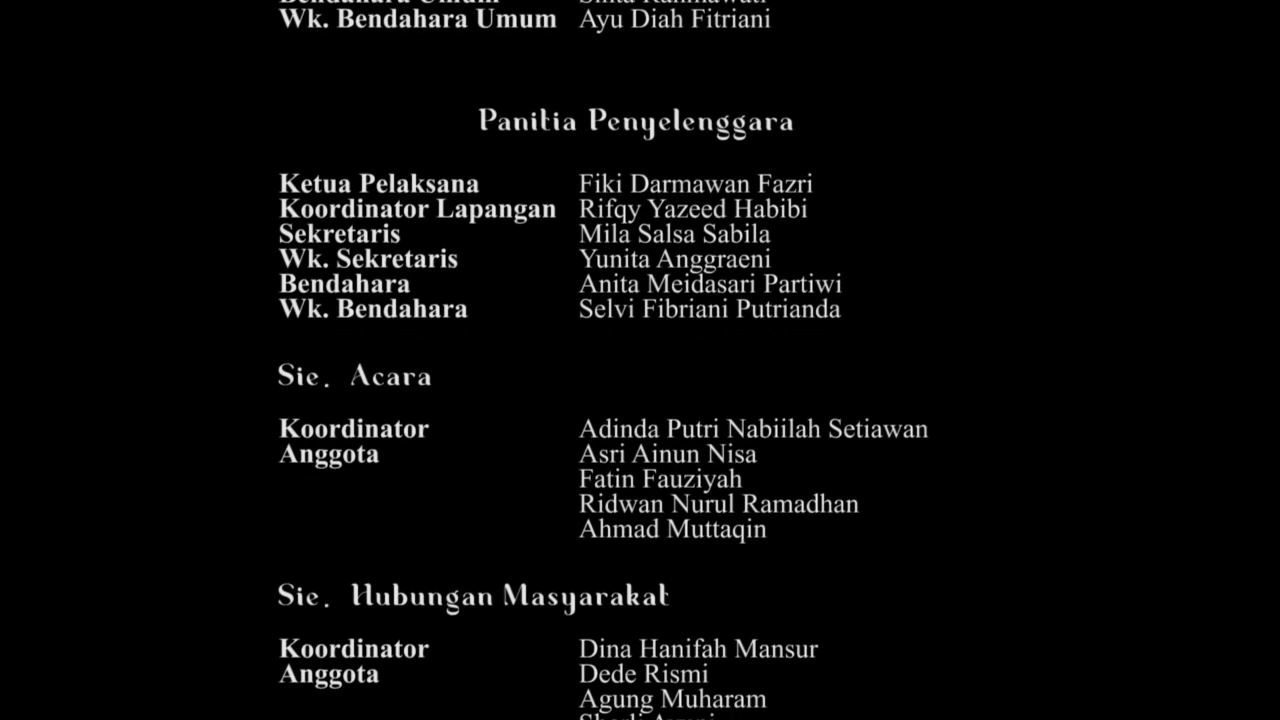 Wk. Bendahara Umum Ayu Diah Fitriani
Panitia Penyelenggara
Ketua Pelaksana Fiki Darmawan Fazri
Koordinator Lapangan Rifqy Yazeed Habibi
Sekretaris Mila Salsa Sabila
Wk. Sekretaris Yunita Anggraeni
Bendahara Anita Meidasari Partiwi
Wk. Bendahara Selvi Fibriani Putrianda
Sie. Acara
Koordinator Adinda Putri Nabiilah Setiawan
Anggota Asri Ainun Nisa
Fatin Fauziyah
Ridwan Nurul Ramadhan
Ahmad Muttaqin
Sie. Hubungan Masyarakat
Koordinator Dina Hanifah Mansur
Anggota Dede Rismi
Agung Muharam